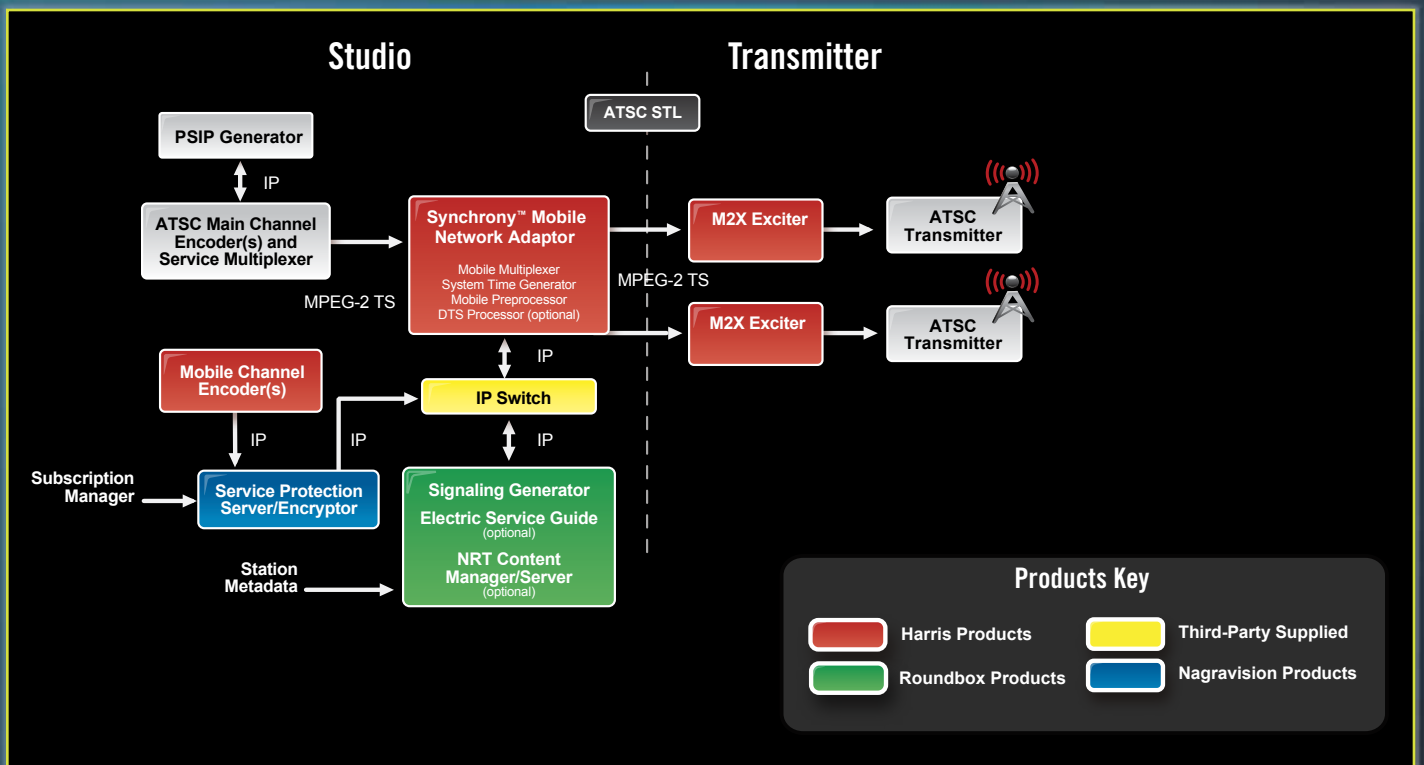 Studio
Transmitter
ATSC STL
PSIP Generator
IP
ATSC Main Channel
Encoder(s) and
Service Multiplexer
Synchrony™ Mobile
Network Adaptor
Mobile Multiplexer
System Time Generator
Mobile Preprocessor
DTS Processor (optional)
M2X Exciter
ATSC
Transmitter
MPEG-2 TS
MPEG-2 TS
M2X Exciter
ATSC
Transmitter
Mobile Channel
Encoder(s)
IP
IP Switch
IP
IP
IP
Subscription
Manager
Service Protection
Server/Encryptor
Signaling Generator
Electric Service Guide
(optional)
NRT Content
Manager/Server
(optional)
Station
Metadata
Products Key
Harris Products
Third-Party Supplied
Roundbox Products
Nagravision Products